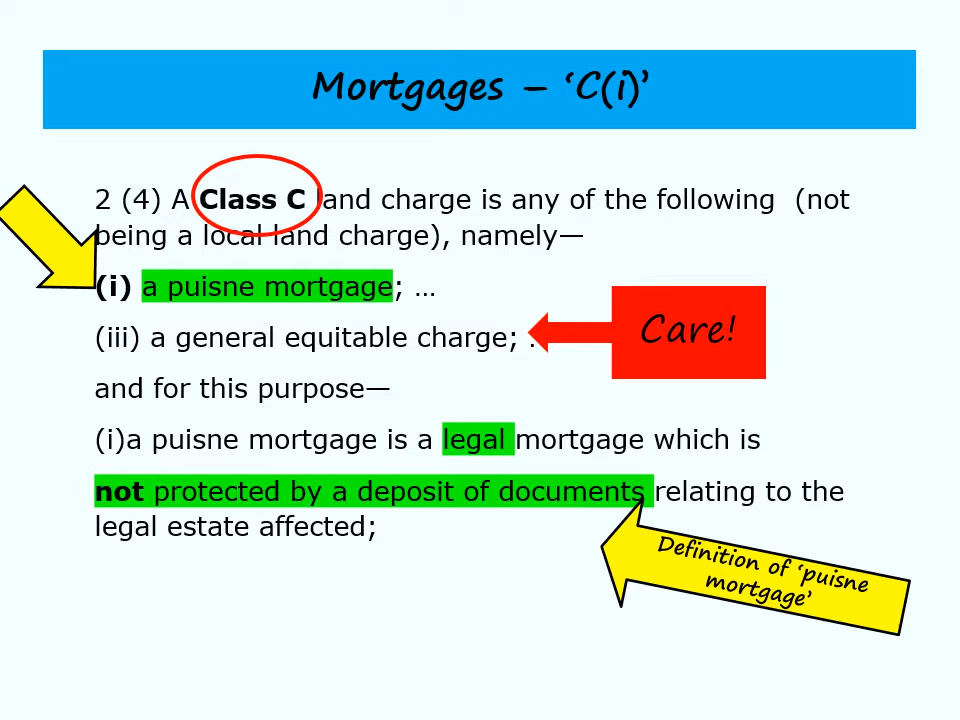 Mortgages – ‘C(i)’
2 (4) A Class C land charge is any of the following (not
being a local land charge), namely—
(i) a puisne mortgage; ...
(iii) a general equitable charge; .
Care!
and for this purpose—
(i)a puisne mortgage is a legal mortgage which is
not protected by a deposit of documents relating to the
legal estate affected;
Definition of ‘puisne
mortgage’